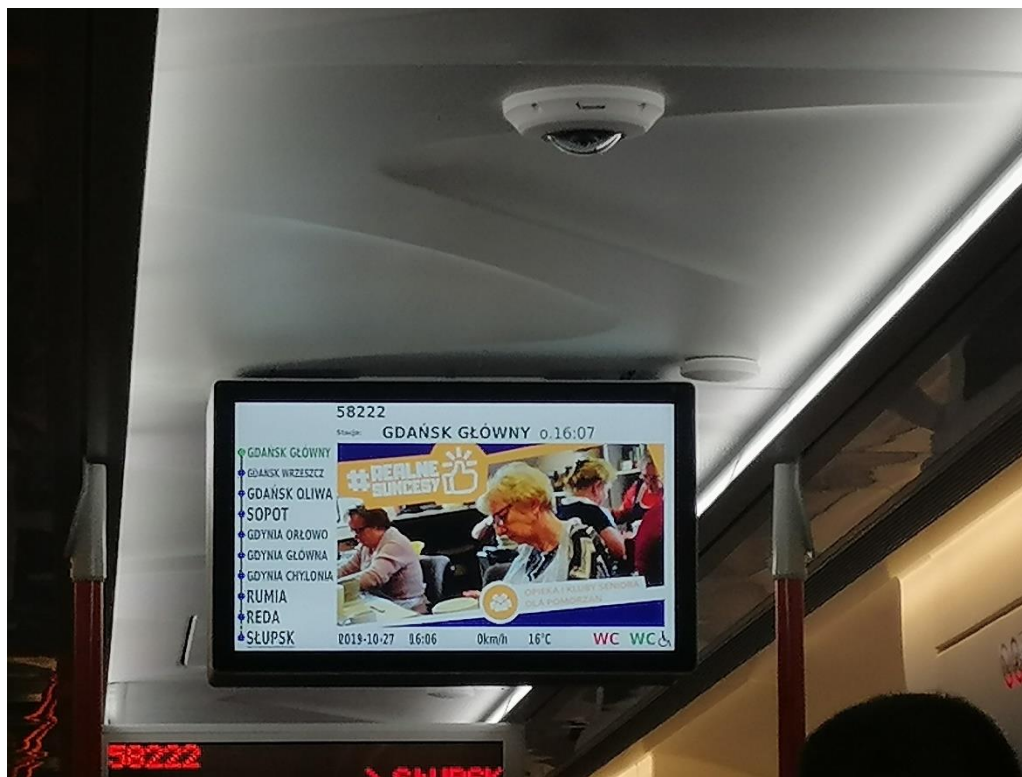 58222
Stacja: GDAŃSK GŁÓWNY o.16:07
GDAŃSK GŁÓWNY
GDAŃSK WRZESZCZ
GDAŃSK OLIWA
SOPOT
GDYNIA ORŁOWO
GDYNIA GŁÓWNA
GDYNIA CHYLONIA
RUMIA
REDA
SŁUPSK
#REALNE
SUKCESY
OPIEKA I KLUBY SENIORA
DLA POMORZAN
2019-10-27 16:06 0km/h 16°C WC WC
58222
> SŁUPSK